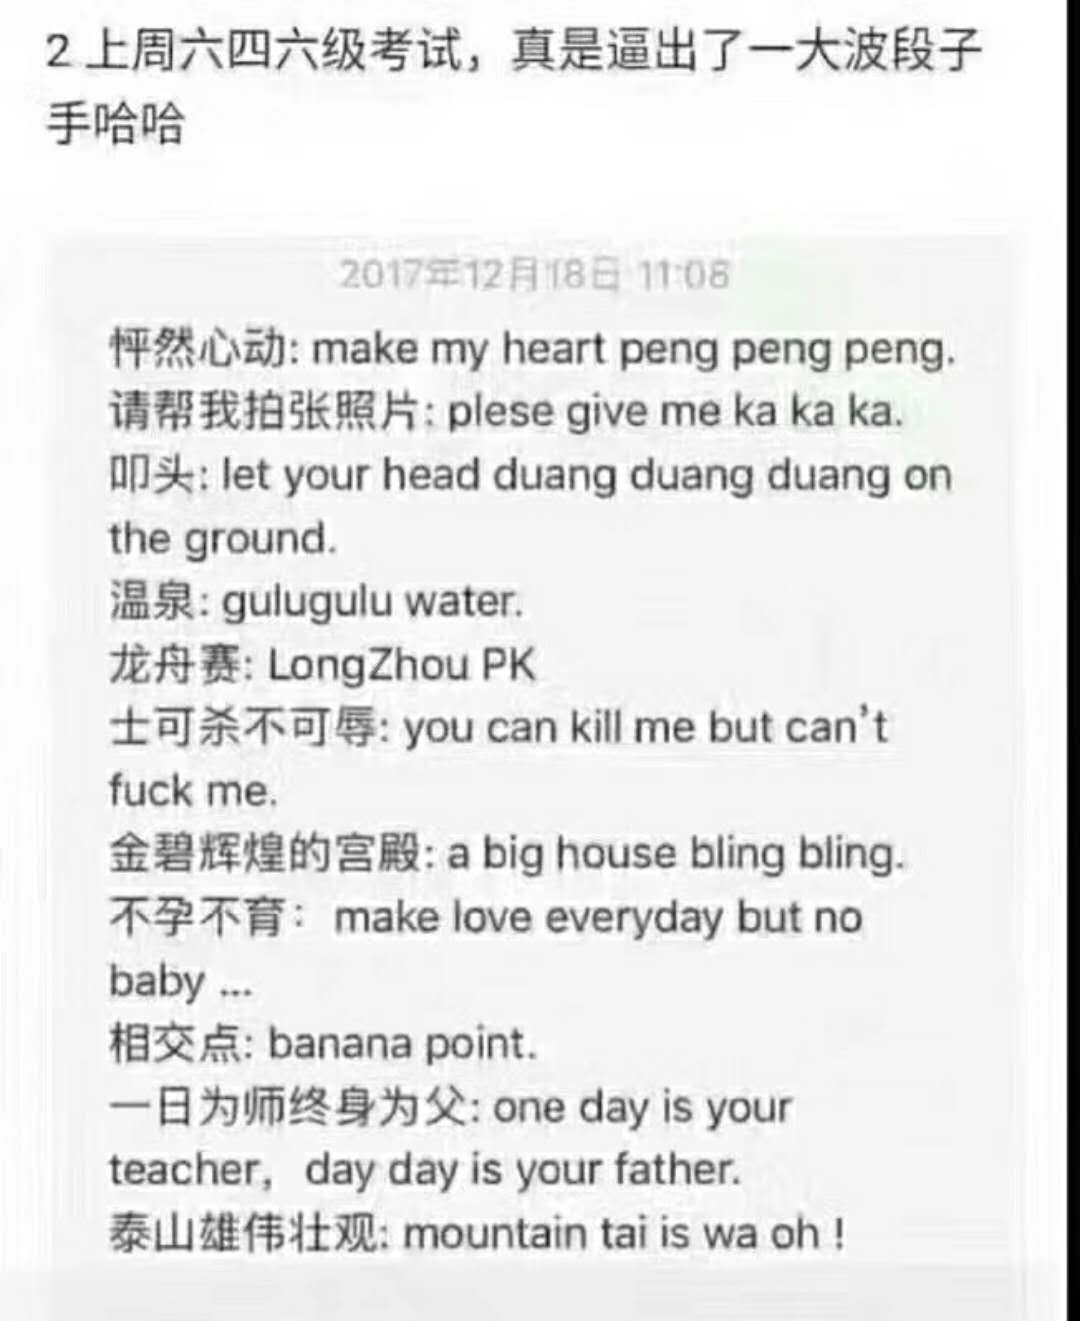 2.上周六四六级考试，真是逼出了一大波段子
手哈哈
2017年12月18日 11:08
怦然心动: make my heart peng peng peng.
请帮我拍张照片: plese give me ka ka ka.
叩头: let your head duang duang duang on
the ground.
温泉: gulugulu water.
龙舟赛: LongZhou PK
士可杀不可辱: you can kill me but can't
fuck me.
金碧辉煌的宫殿: a big house bling bling.
不孕不育： make love everyday but no
baby ...
相交点: banana point.
一日为师终身为父: one day is your
teacher，day day is your father.
泰山雄伟壮观: mountain tai is wa oh !